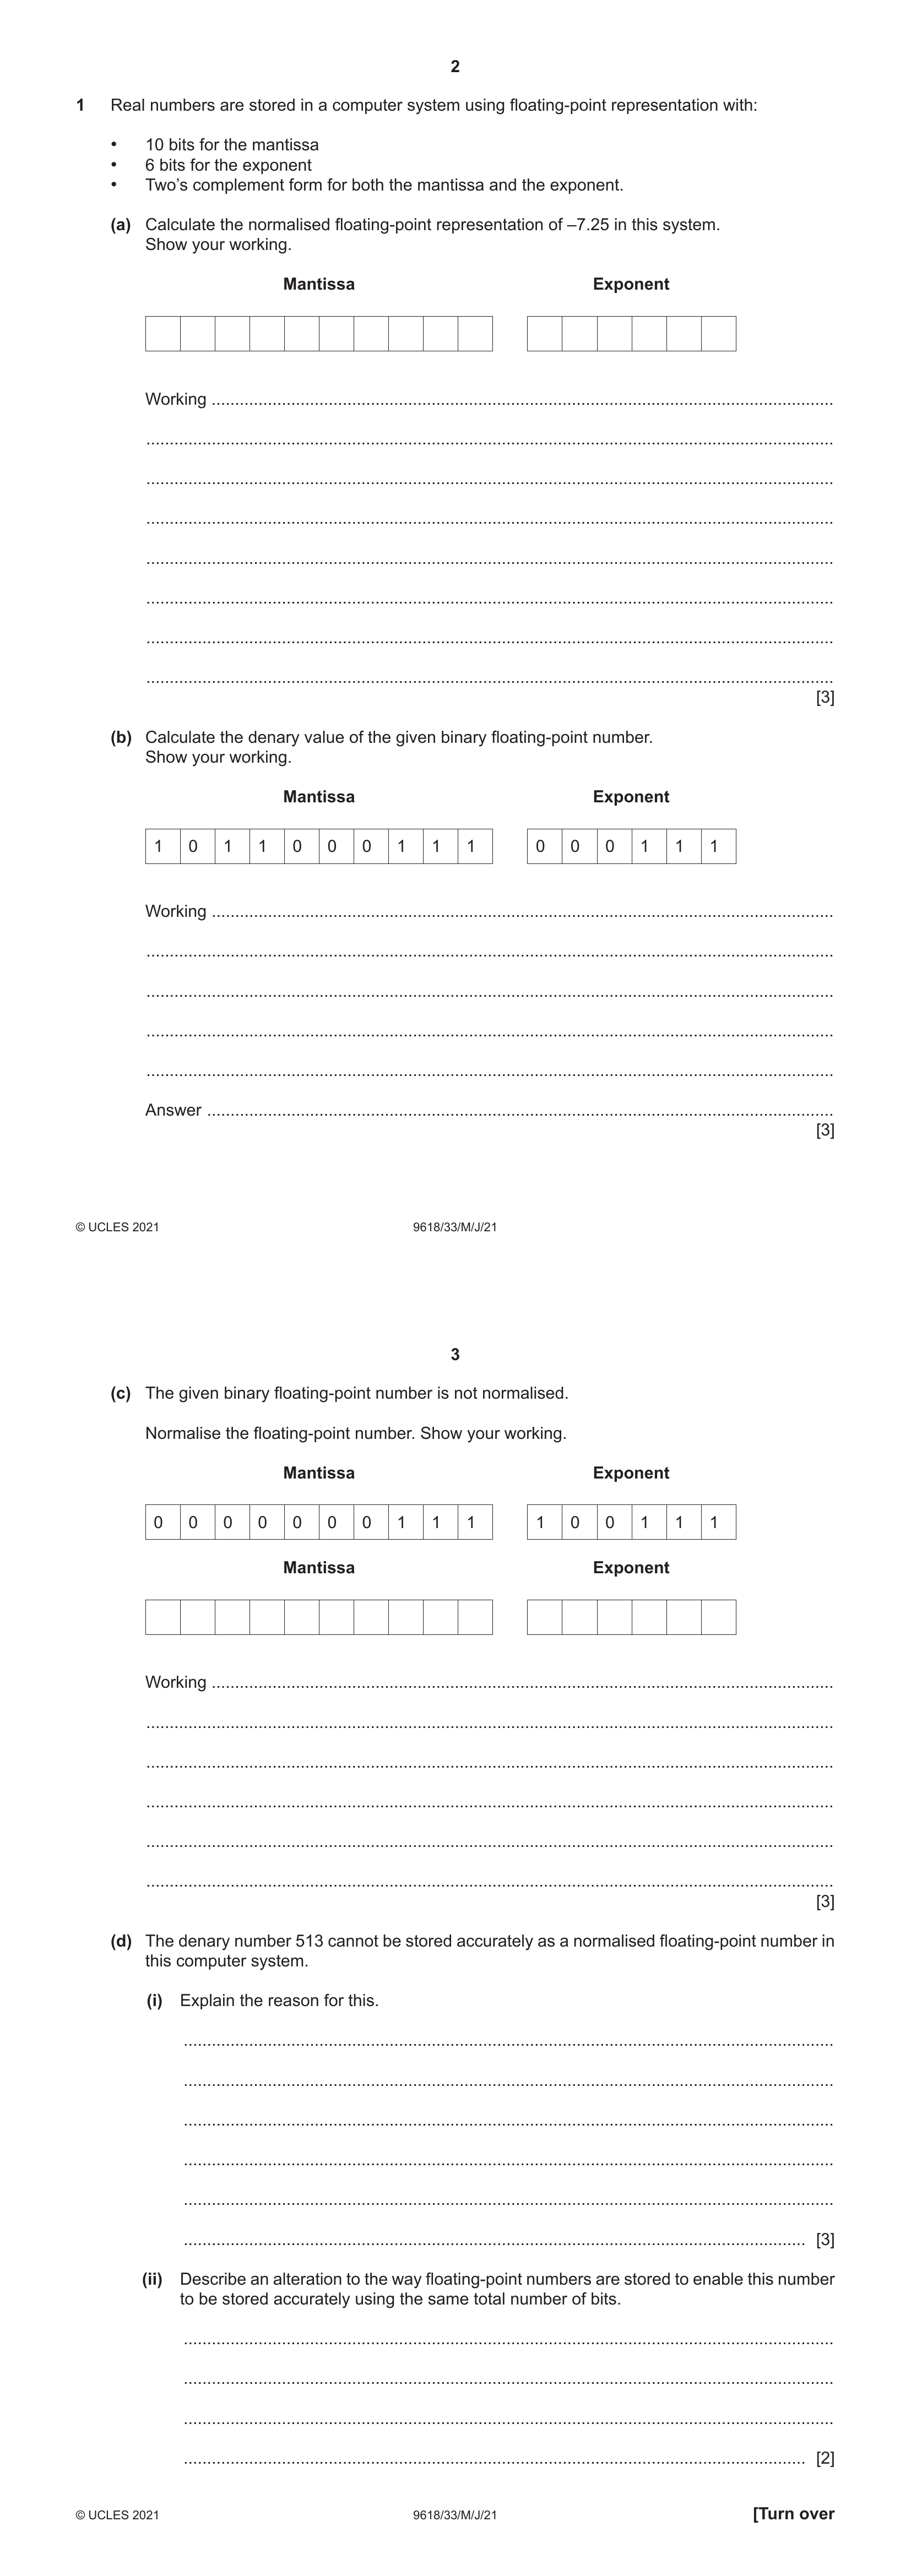 2
1 Real numbers are stored in a computer system using floating-point representation with:
• 10 bits for the mantissa
• 6 bits for the exponent
• Two’s complement form for both the mantissa and the exponent.
(a) Calculate the normalised floating-point representation of –7.25 in this system.
Show your working.
Mantissa Exponent
Working ..........................................................................................................................
..........................................................................................................................
..........................................................................................................................
..........................................................................................................................
..........................................................................................................................
..........................................................................................................................
..........................................................................................................................
..........................................................................................................................
[3]
(b) Calculate the denary value of the given binary floating-point number.
Show your working.
Mantissa Exponent
1 0 1 1 0 0 0 1 1 1 0 0 0 1 1 1
Working ..........................................................................................................................
..........................................................................................................................
..........................................................................................................................
..........................................................................................................................
..........................................................................................................................
Answer ..........................................................................................................................
[3]
© UCLES 2021 9618/33/M/J/21
3
(c) The given binary floating-point number is not normalised.
Normalise the floating-point number. Show your working.
Mantissa Exponent
0 0 0 0 0 0 0 1 1 1 1 0 0 1 1 1
Mantissa Exponent
Working ..........................................................................................................................
..........................................................................................................................
..........................................................................................................................
..........................................................................................................................
..........................................................................................................................
..........................................................................................................................
[3]
(d) The denary number 513 cannot be stored accurately as a normalised floating-point number in
this computer system.
(i) Explain the reason for this.
..........................................................................................................................
..........................................................................................................................
..........................................................................................................................
..........................................................................................................................
..........................................................................................................................
.................................................................................................................... [3]
(ii) Describe an alteration to the way floating-point numbers are stored to enable this number
to be stored accurately using the same total number of bits.
..........................................................................................................................
..........................................................................................................................
..........................................................................................................................
.................................................................................................................... [2]
© UCLES 2021 9618/33/M/J/21 [Turn over